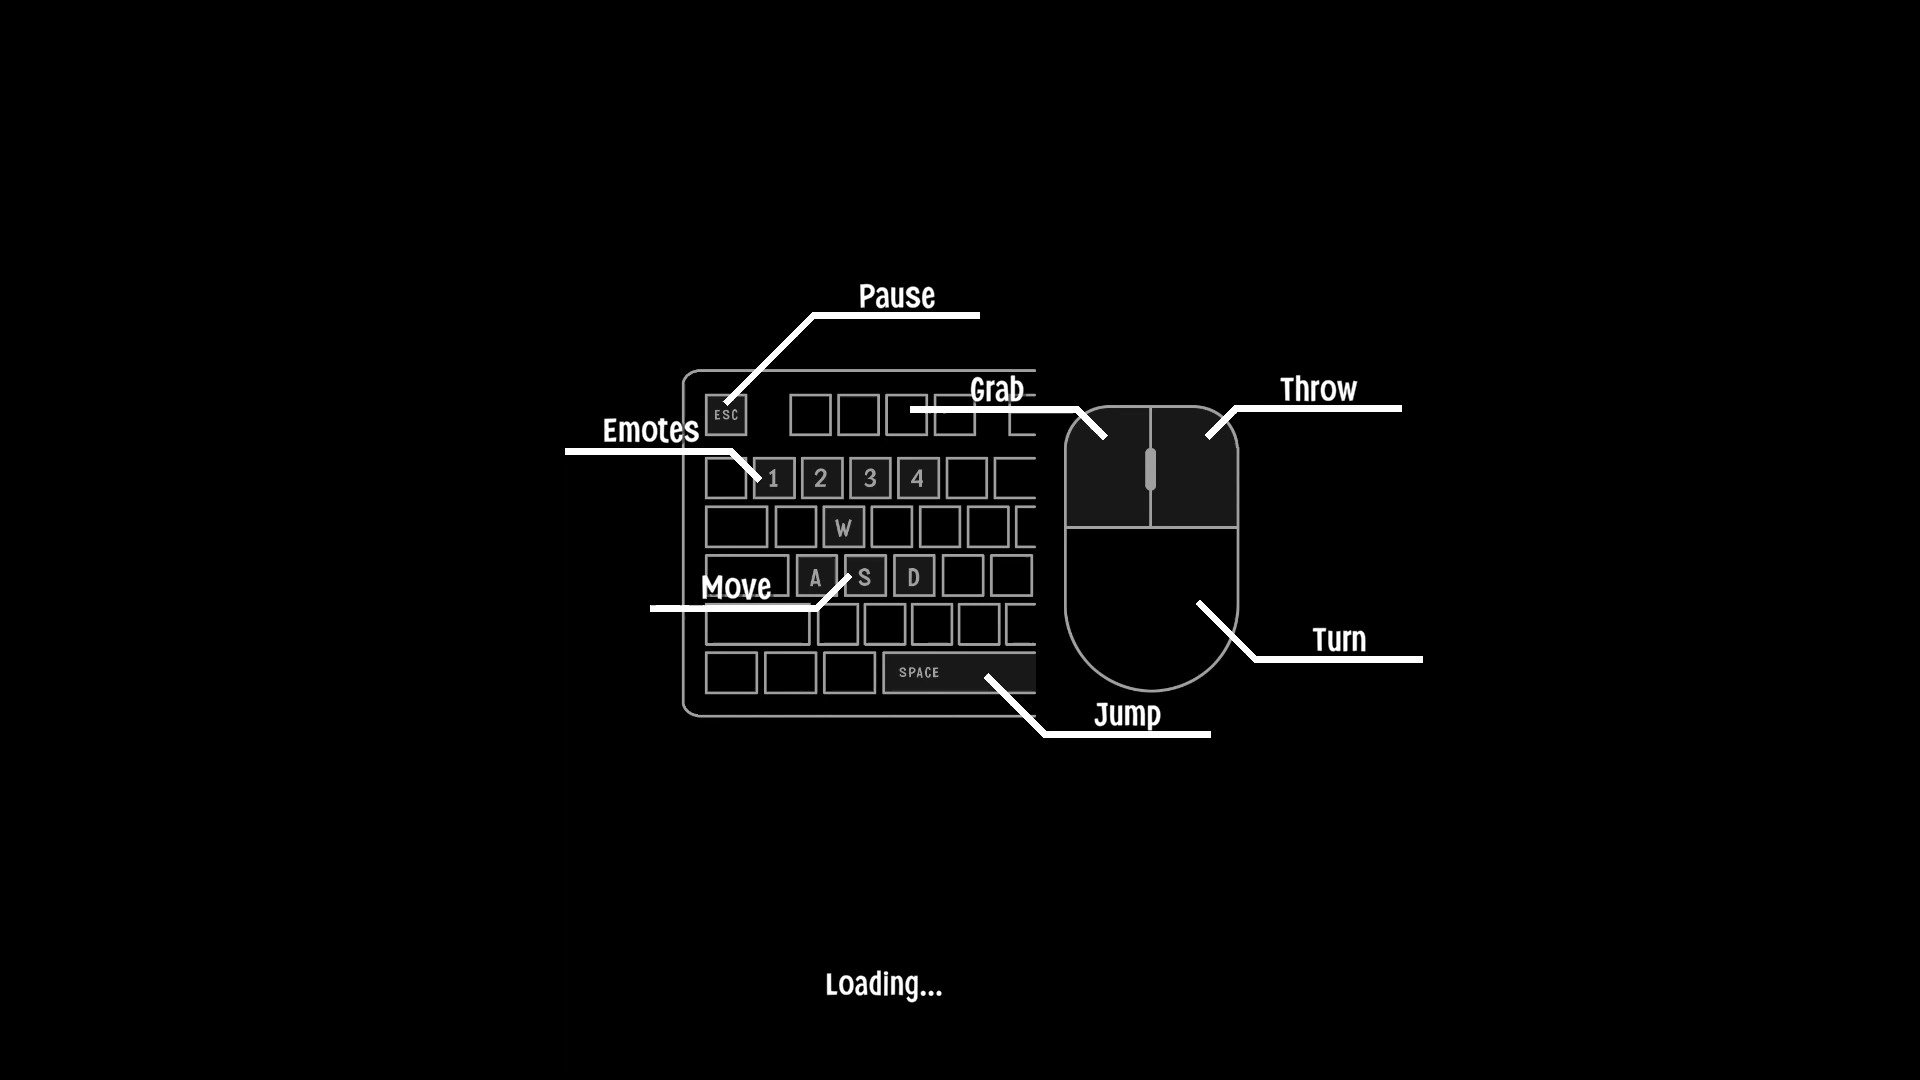 Pause
Grab
Throw
ESC
Emotes
1 2 3 4
W
A S D
Move
Turn
SPACE
Jump
Loading...